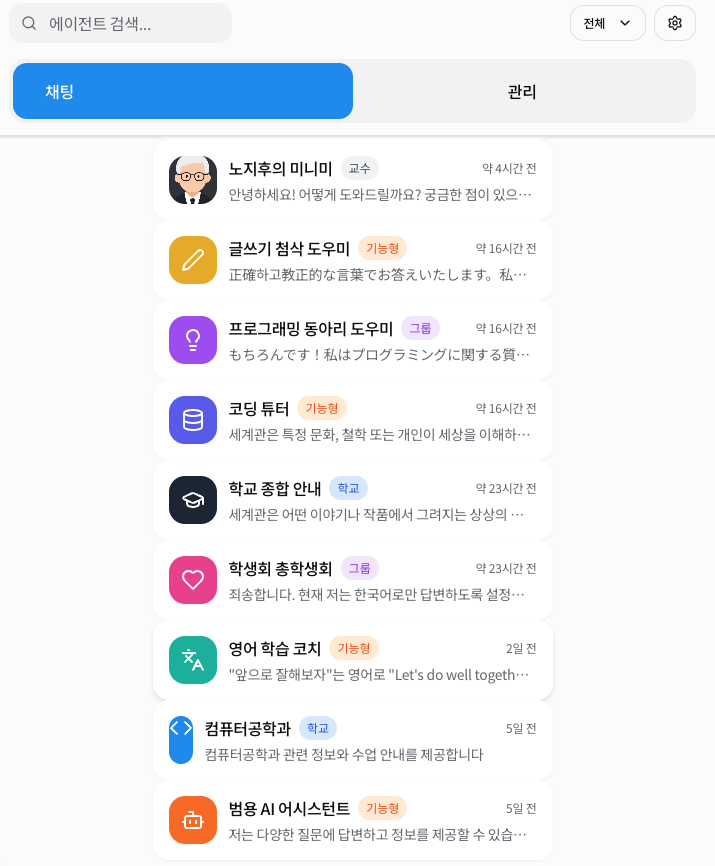 에이전트 검색...
전체
채팅
관리
노지후의 미니미 교수 약 4시간 전
안녕하세요! 어떻게 도와드릴까요? 궁금한 점이 있으…
글쓰기 첨삭 도우미 기능형 약 16시간 전
正確하고教正的な言葉でお答えいたします。私…
프로그래밍 동아리 도우미 그룹 약 16시간 전
もちろんです！私はプログラミングに関する質…
코딩 튜터 기능형 약 16시간 전
세계관은 특정 문화, 철학 또는 개인이 세상을 이해하…
학교 종합 안내 학교 약 23시간 전
세계관은 어떤 이야기나 작품에서 그려지는 상상의 …
학생회 총학생회 그룹 약 23시간 전
죄송합니다. 현재 저는 한국어로만 답변하도록 설정…
영어 학습 코치 기능형 2일 전
"앞으로 잘해보자"는 영어로 "Let's do well togeth…
컴퓨터공학과 학교 5일 전
컴퓨터공학과 관련 정보와 수업 안내를 제공합니다
범용 AI 어시스턴트 기능형 5일 전
저는 다양한 질문에 답변하고 정보를 제공할 수 있습…